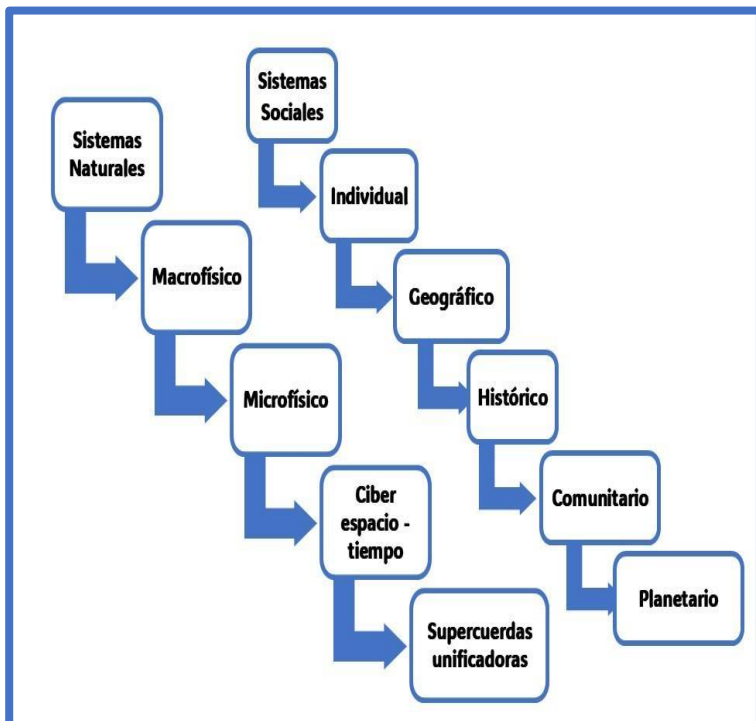 Sistemas
Naturales
Macrofísico
Microfísico
Ciber
espacio -
tiempo
Supercuerdas
unificadoras
Sistemas
Sociales
Individual
Geográfico
Histórico
Comunitario
Planetario